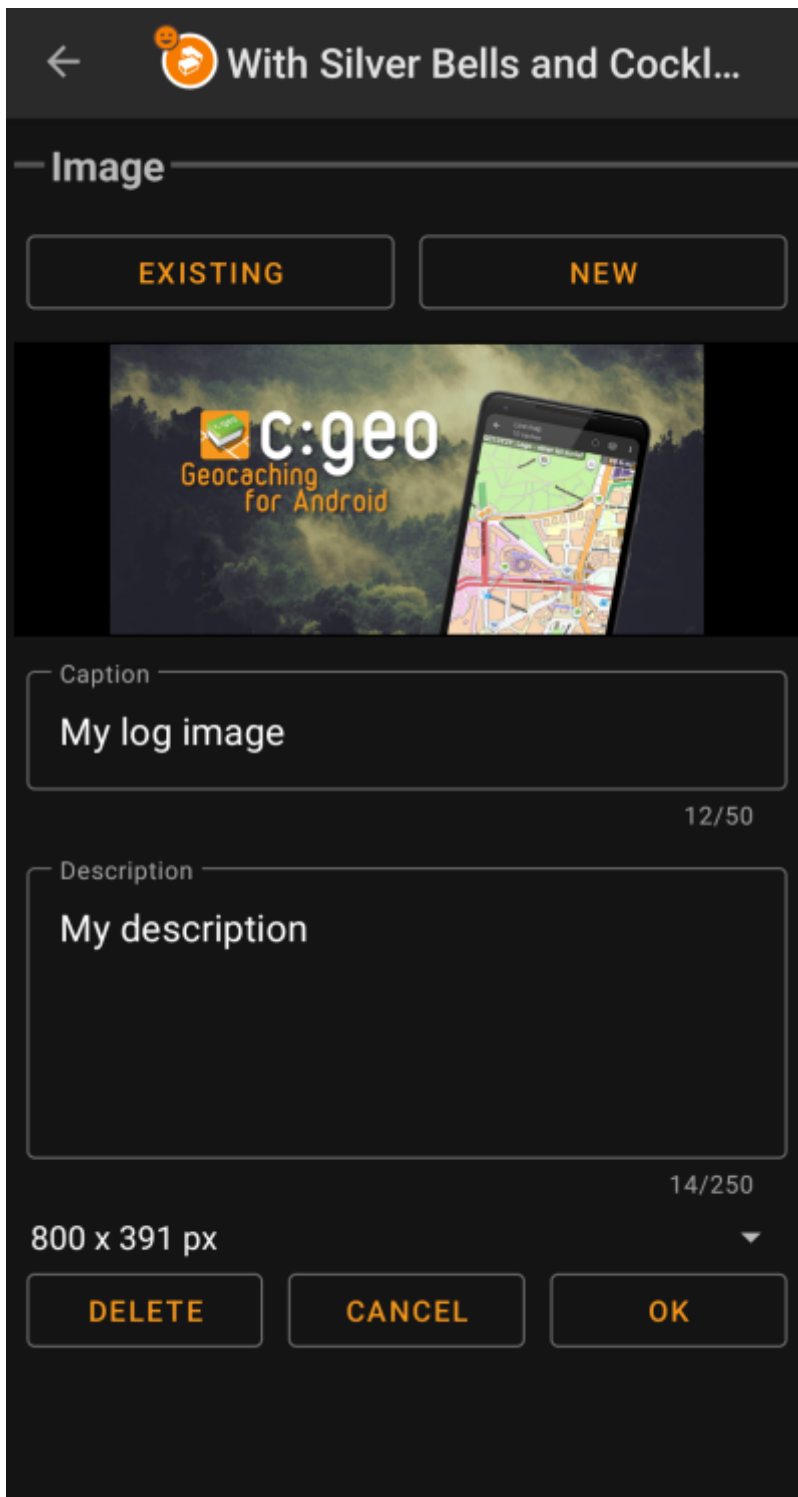 With Silver Bells and Cockl...
Image
EXISTING
NEW
c:geo
Geocaching
for Android
Caption
My log image
12/50
Description
My description
14/250
800 x 391 px
DELETE
CANCEL
OK